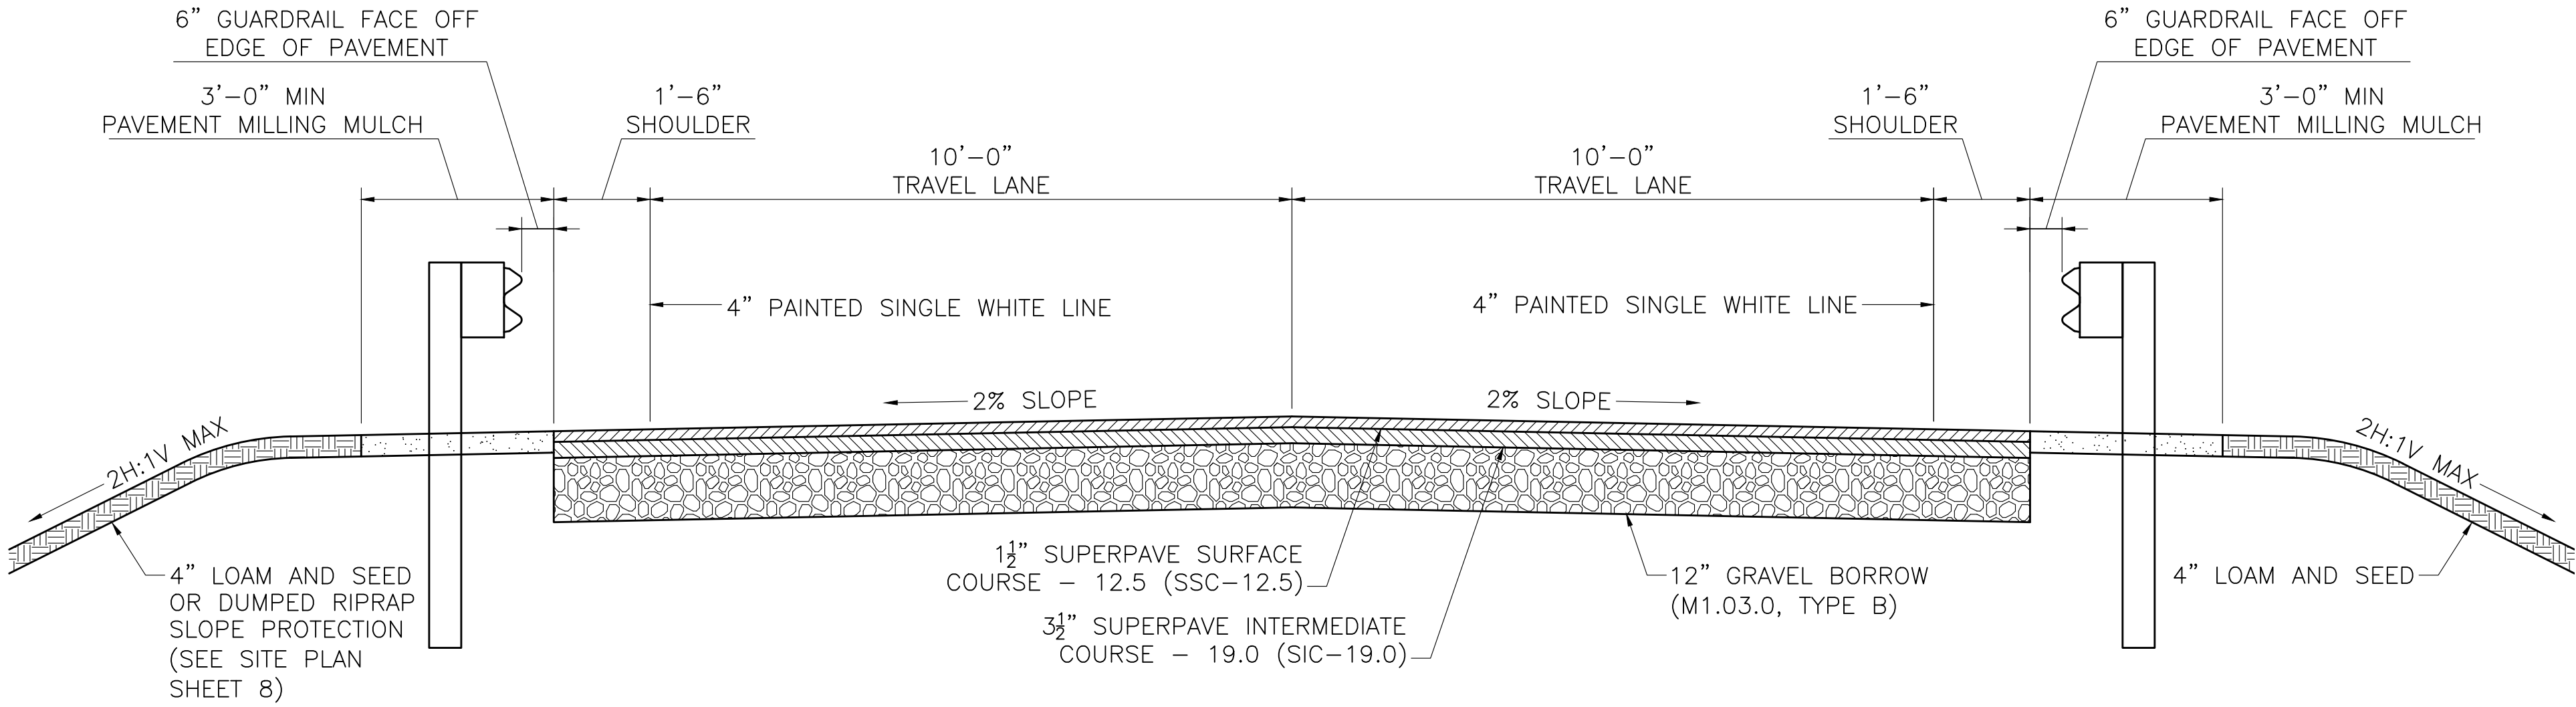 6" GUARDRAIL FACE OFF
EDGE OF PAVEMENT
3'-0" MIN
PAVEMENT MILLING MULCH
1'-6"
SHOULDER
10'-0"
TRAVEL LANE
10'-0"
TRAVEL LANE
1'-6"
SHOULDER
6" GUARDRAIL FACE OFF
EDGE OF PAVEMENT
3'-0" MIN
PAVEMENT MILLING MULCH
4" PAINTED SINGLE WHITE LINE
4" PAINTED SINGLE WHITE LINE
2% SLOPE
2% SLOPE
2H:1V MAX
2H:1V MAX
4" LOAM AND SEED
OR DUMPED RIPRAP
SLOPE PROTECTION
(SEE SITE PLAN
SHEET 8)
1½" SUPERPAVE SURFACE
COURSE - 12.5 (SSC-12.5)
3½" SUPERPAVE INTERMEDIATE
COURSE - 19.0 (SIC-19.0)
12" GRAVEL BORROW
(M1.03.0, TYPE B)
4" LOAM AND SEED